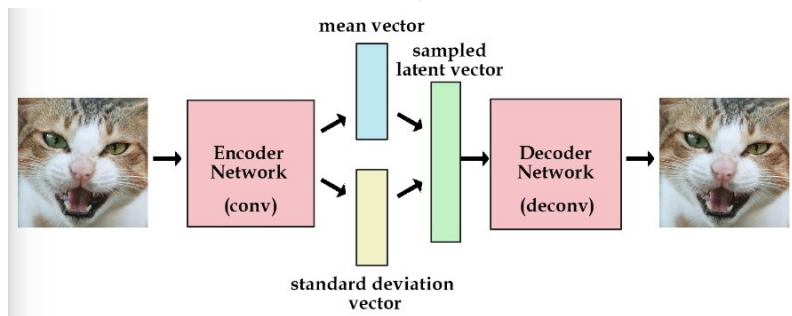 mean vector
sampled
latent vector
Encoder
Network
(conv)
Decoder
Network
(deconv)
standard deviation
vector